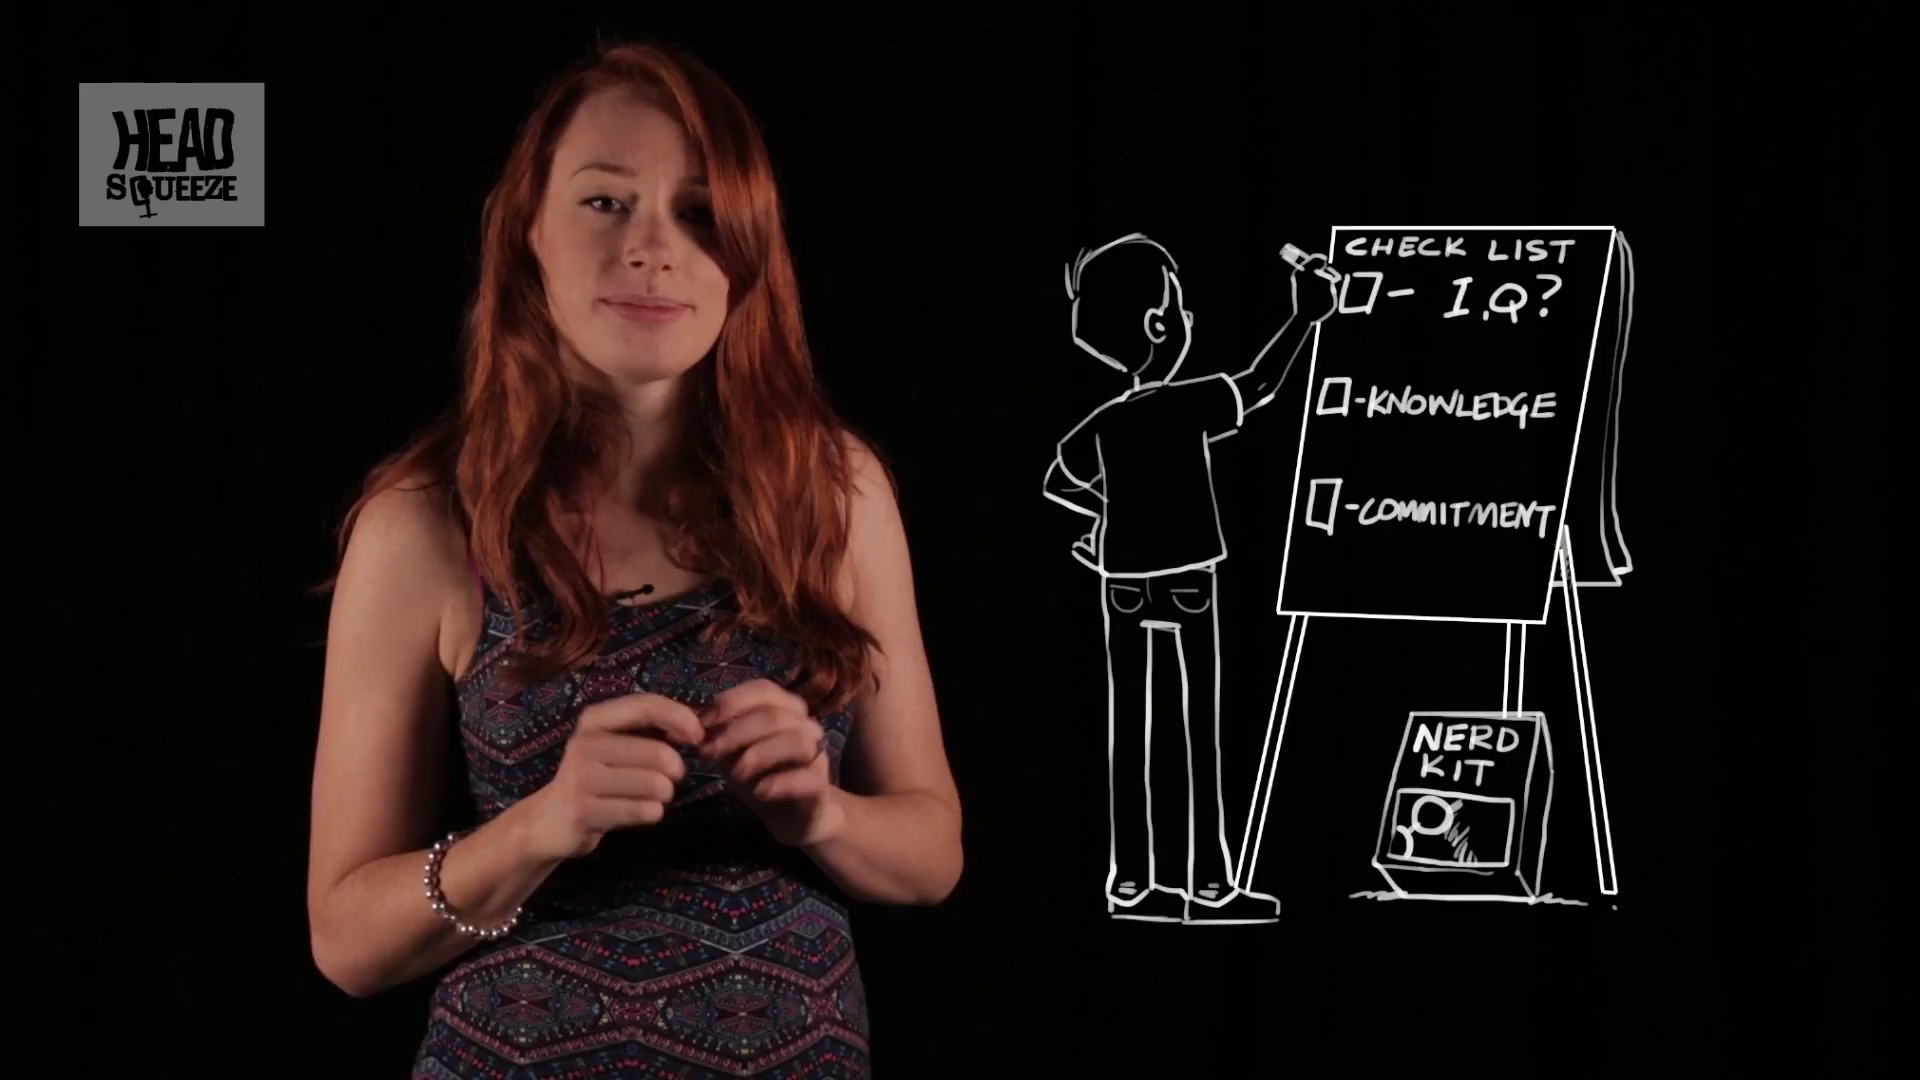 HEAD
SQUEEZE
CHECK LIST
- I.Q?
-KNOWLEDGE
-COMMITMENT
NERD
KIT